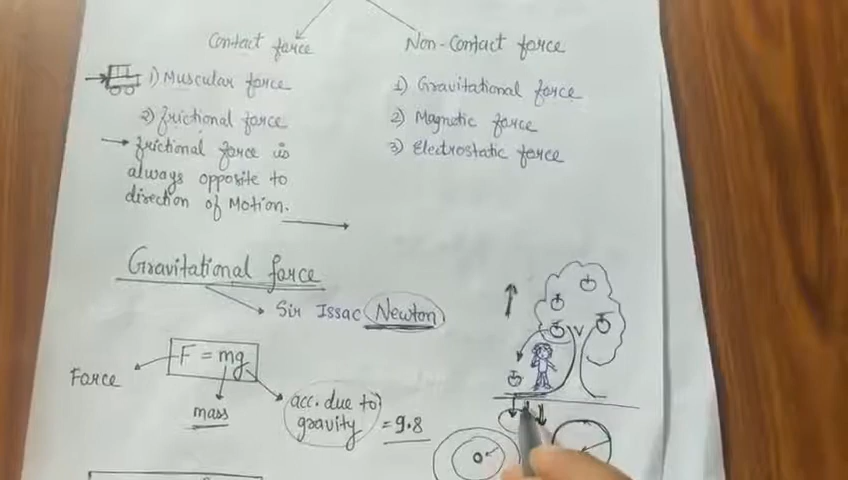 Contact force
Non-Contact force
1) Muscular force
1) Gravitational force
2) frictional force
2) Magnetic force
3) Electrostatic force
frictional force is
always opposite to
direction of Motion.
Gravitational force
Sir Issac Newton
F = mg
Force
mass
acc. due to
gravity = 9.8